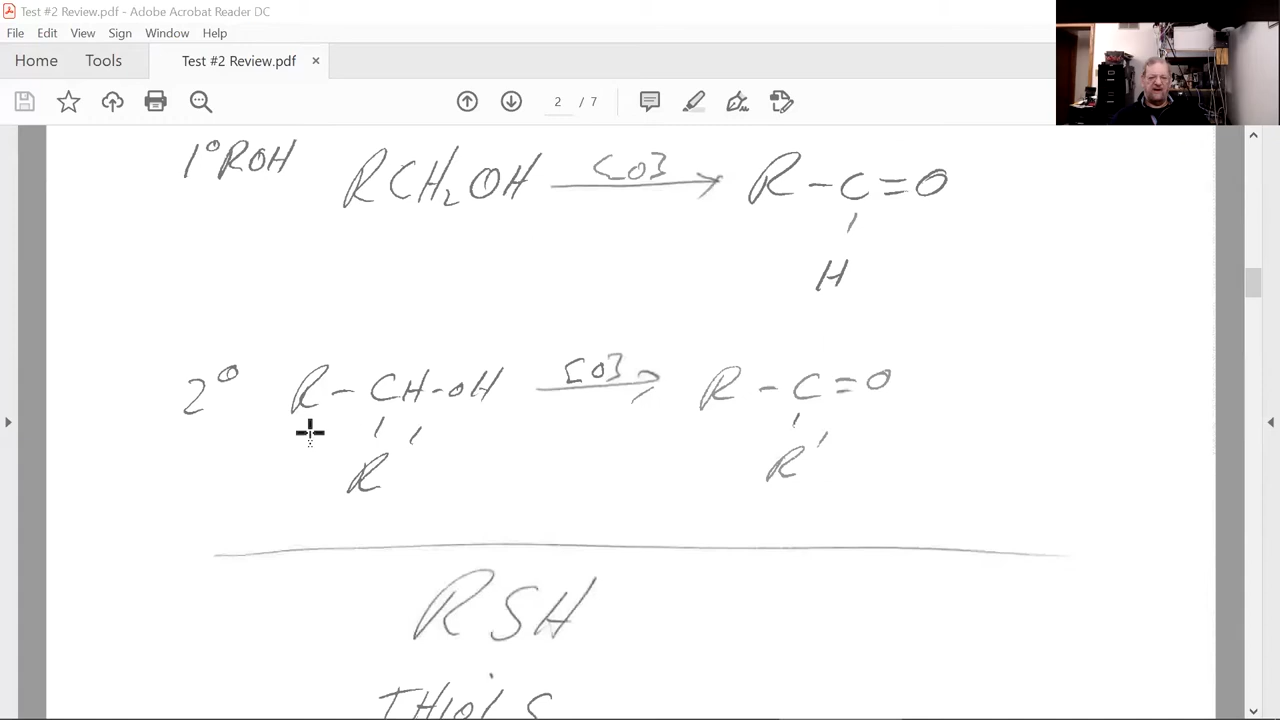 Test #2 Review.pdf - Adobe Acrobat Reader DC
File Edit View Sign Window Help
Home Tools Test #2 Review.pdf ×
2 / 7
1° ROH RCH₂OH [O] R - C = O
H
2° R - CH - OH [O] R - C = O
R' R'
RSH
THIOLS